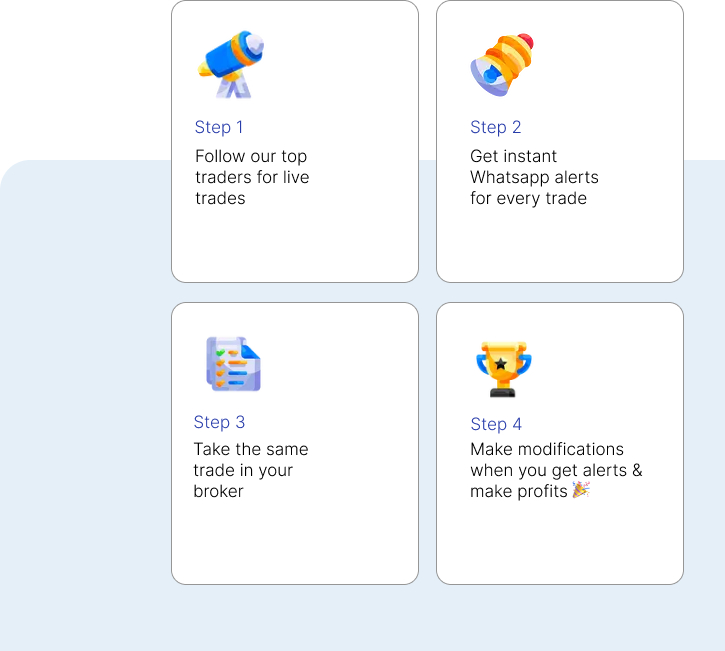 Step 1
Follow our top
traders for live
trades
Step 2
Get instant
Whatsapp alerts
for every trade
Step 3
Take the same
trade in your
broker
Step 4
Make modifications
when you get alerts &
make profits 🎉